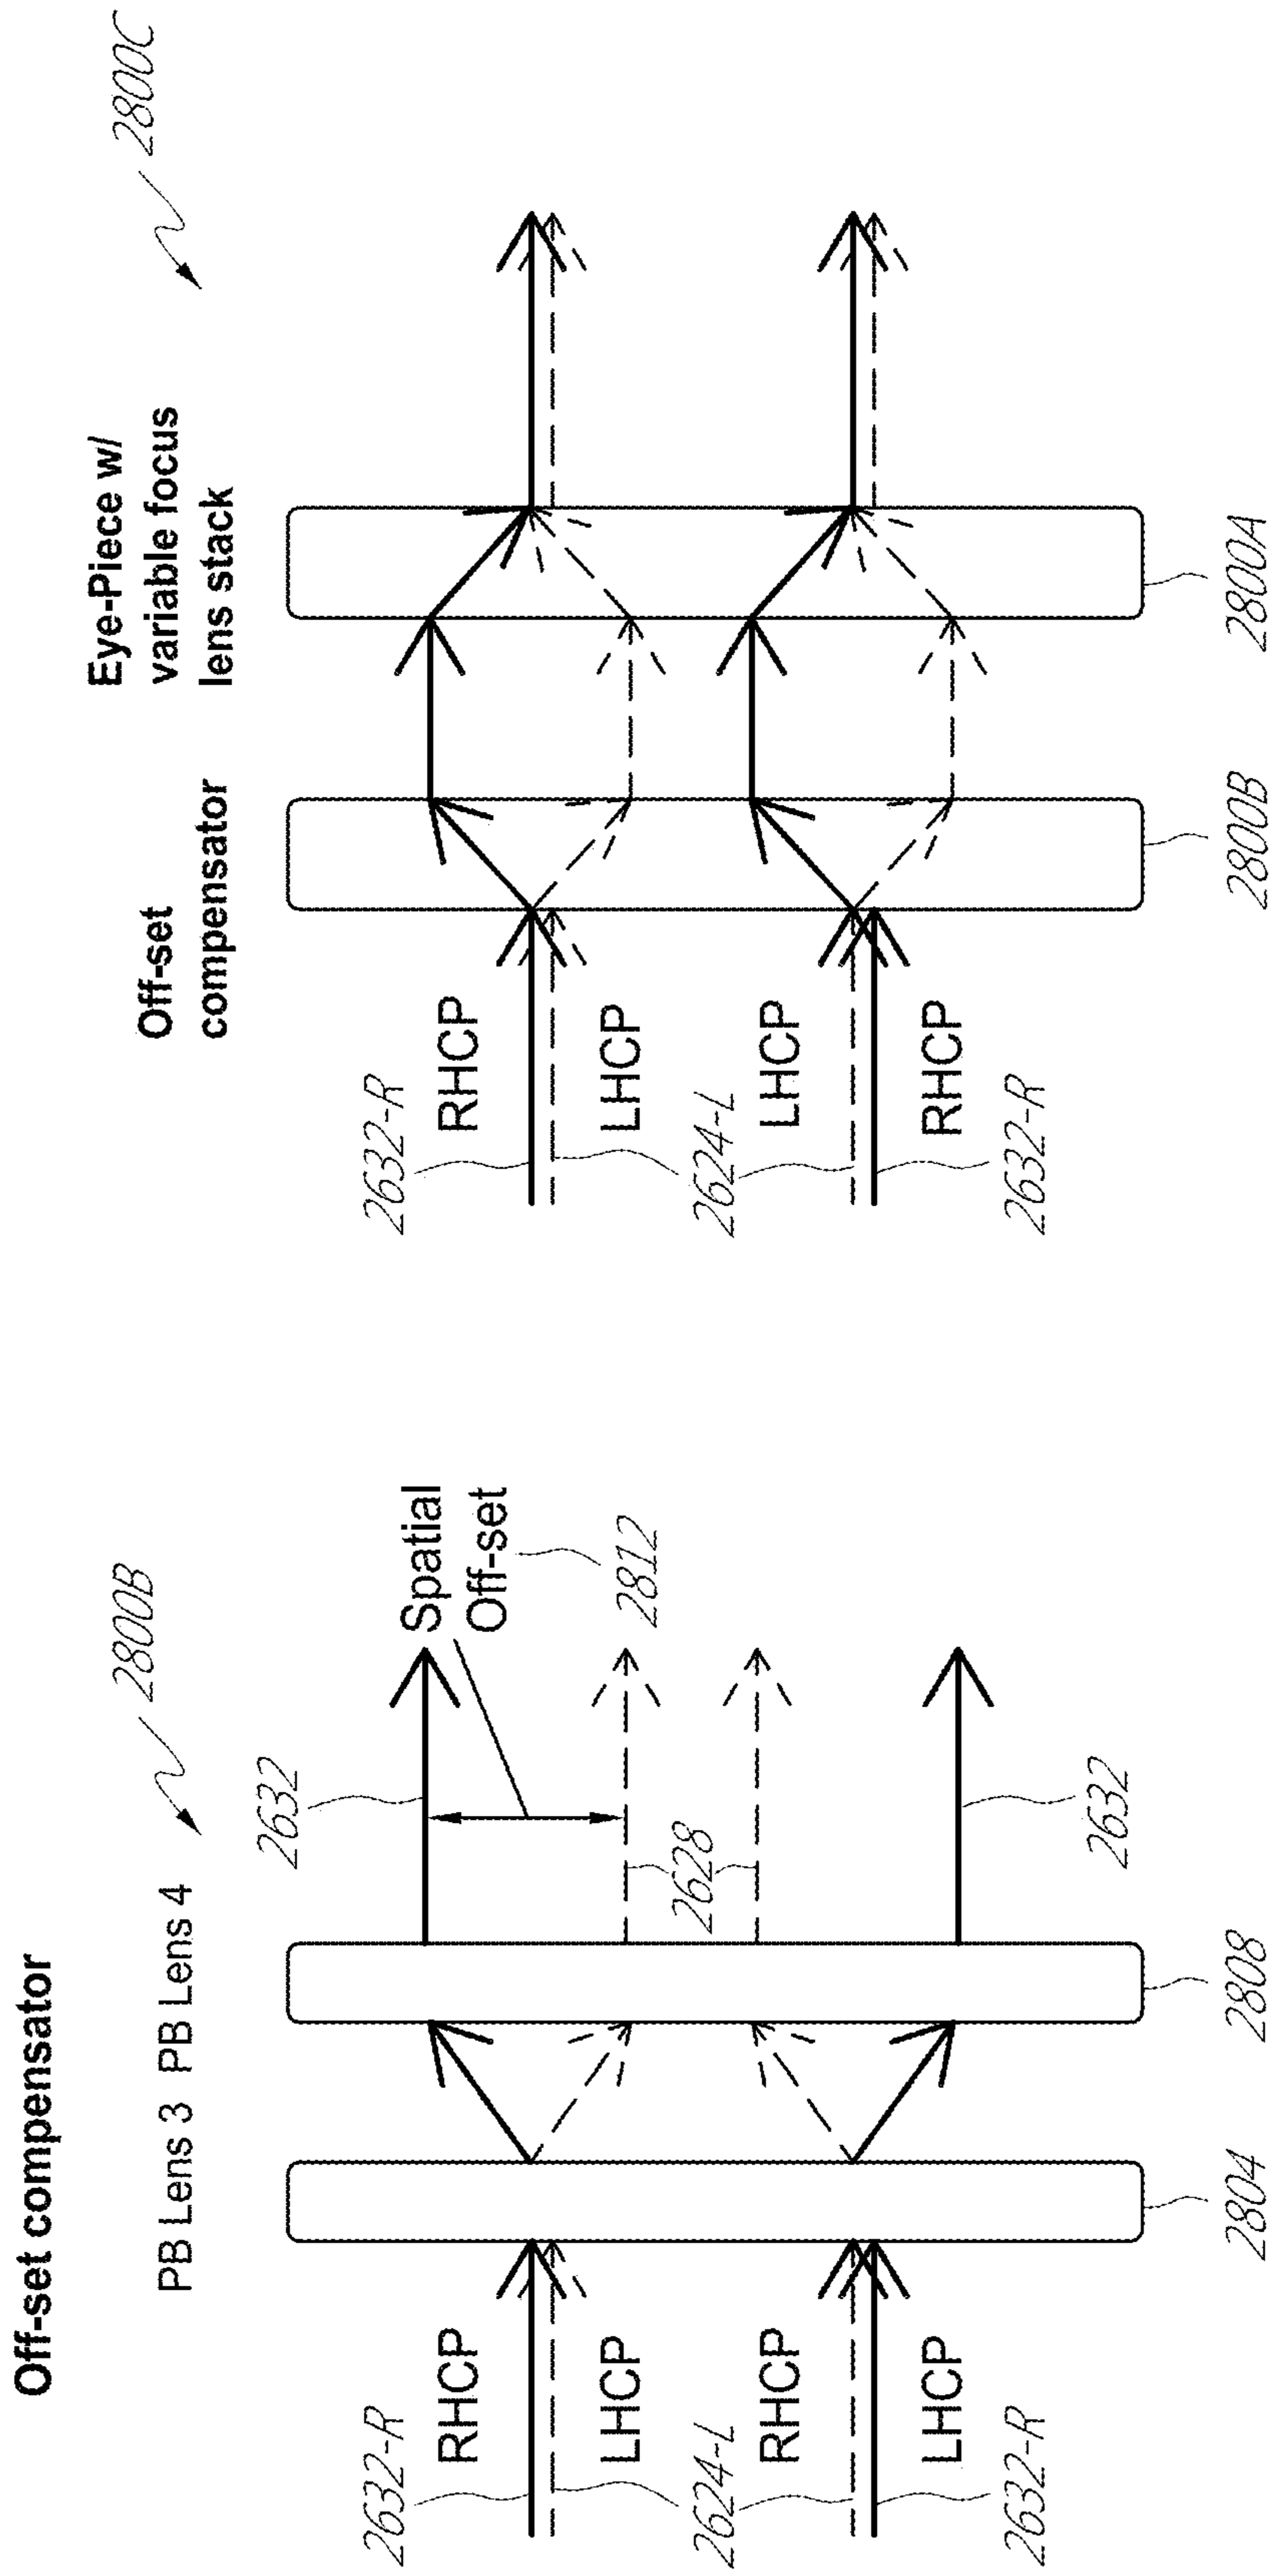 Off-set compensator
2800B
PB Lens 3
PB Lens 4
2632-R
RHCP
LHCP
2624-L
RHCP
LHCP
2632-R
2632
Spatial
Off-set
2812
2628
2632
2804
2808
2800C
Off-set
compensator
Eye-Piece w/
variable focus
lens stack
2632-R
RHCP
LHCP
2624-L
LHCP
RHCP
2632-R
2800B
2800A